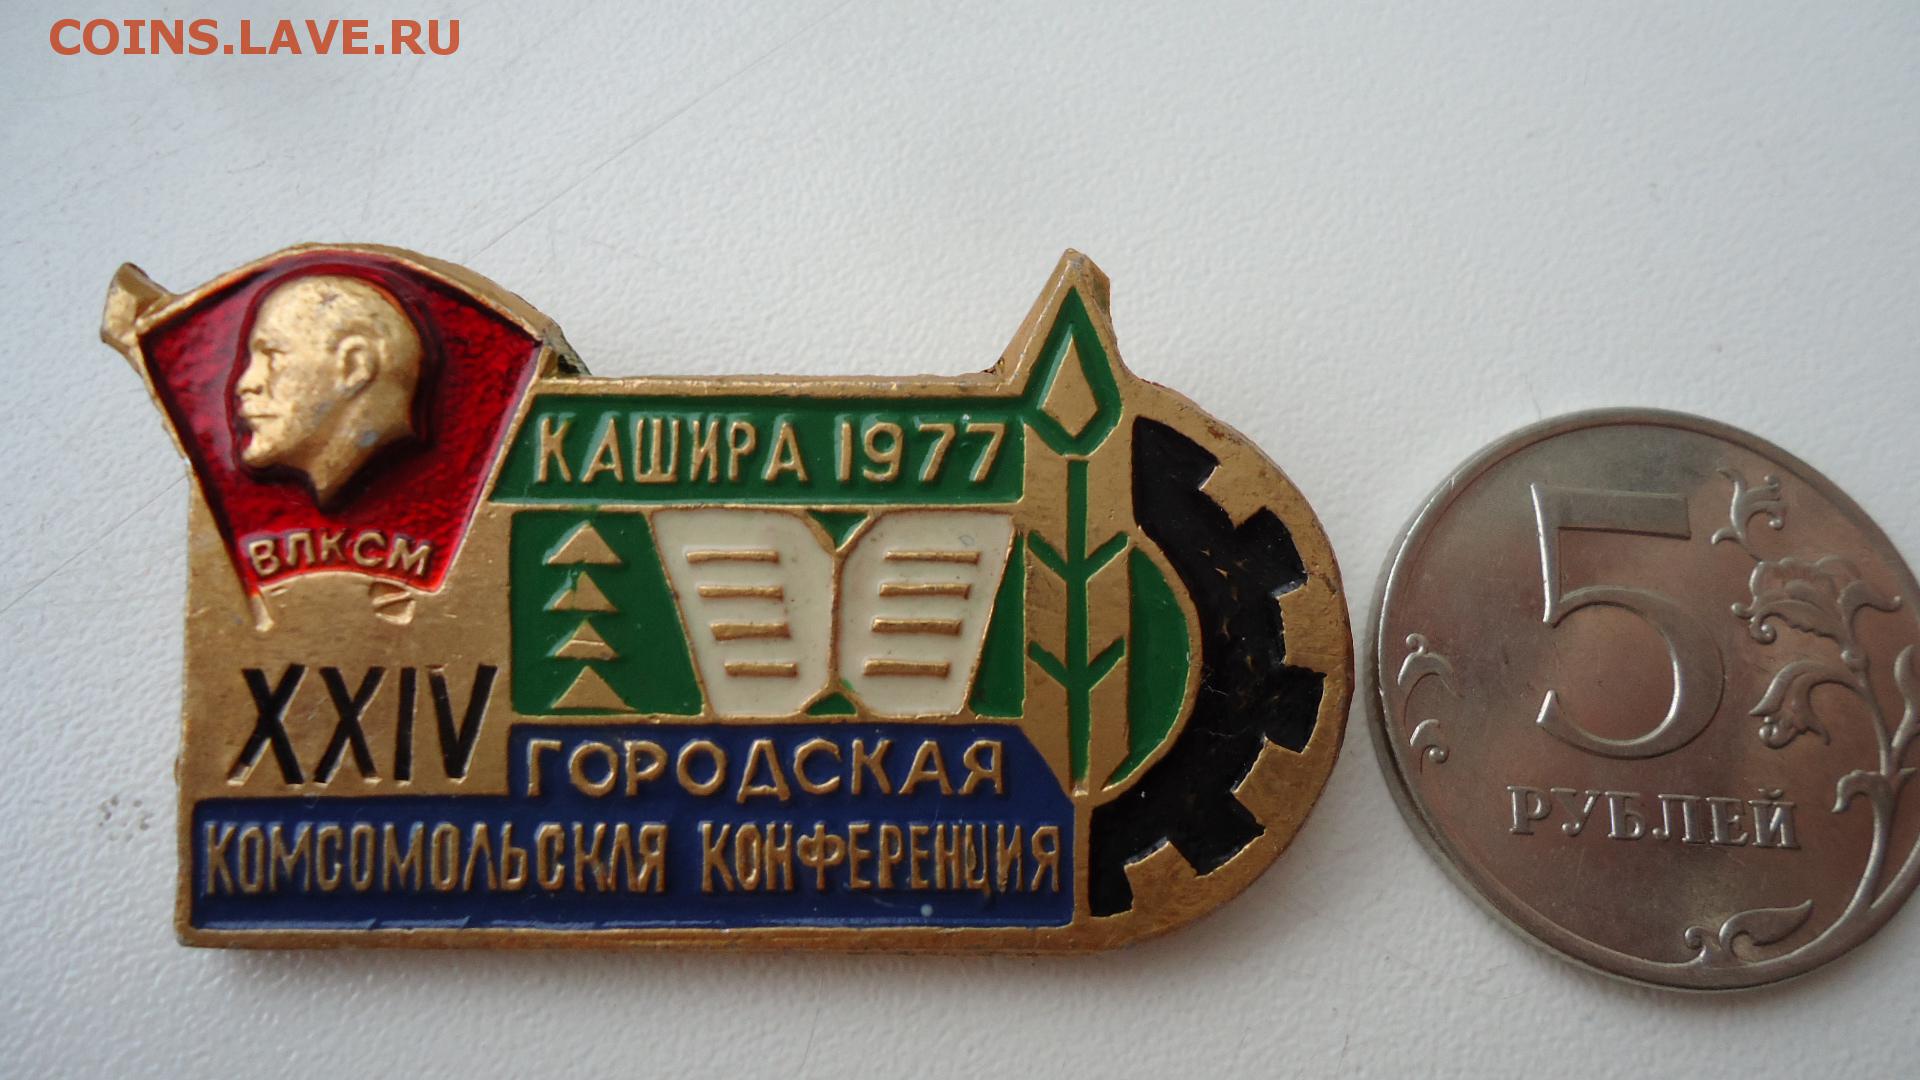 COINS.LAVE.RU
КАШИРА 1977
ВЛКСМ
XXIV ГОРОДСКАЯ
КОМСОМОЛЬСКАЯ КОНФЕРЕНЦИЯ
5
РУБЛЕЙ